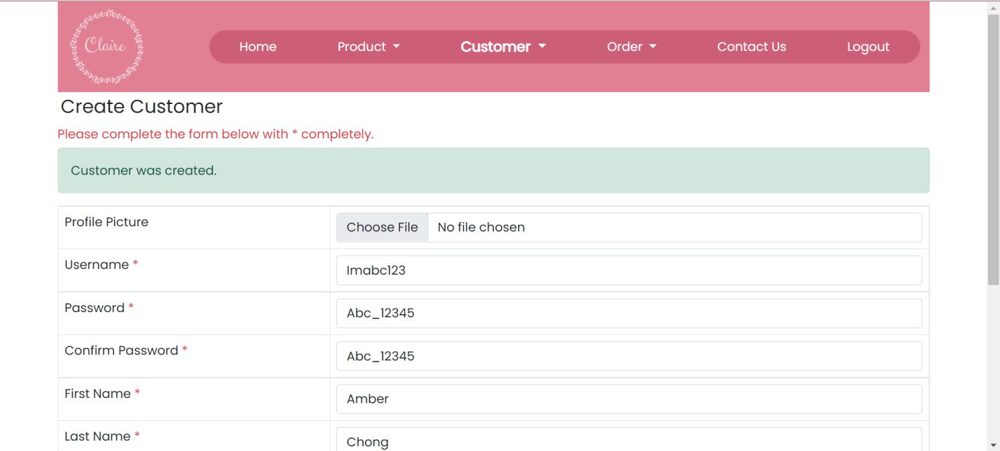 Claire
Home Product Customer Order Contact Us Logout
Create Customer
Please complete the form below with * completely.
Customer was created.
Profile Picture Choose File No file chosen
Username * Imabc123
Password * Abc_12345
Confirm Password * Abc_12345
First Name * Amber
Last Name * Chong